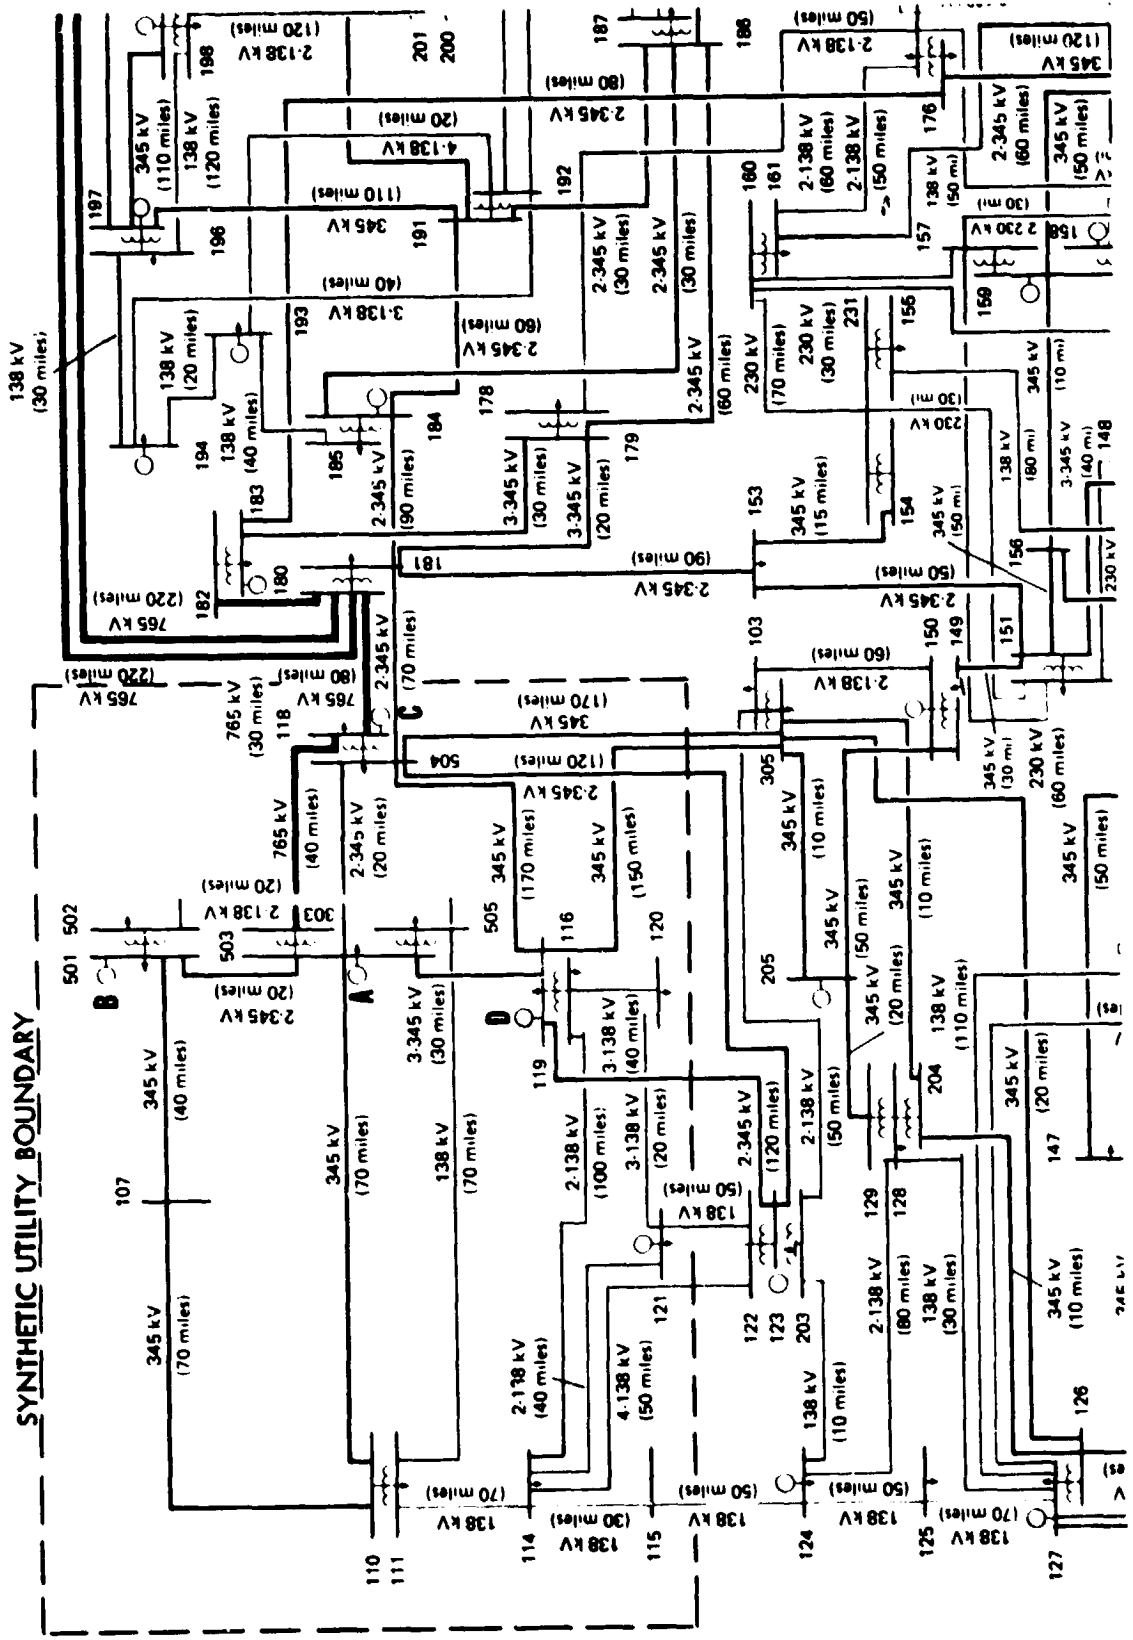 SYNTHETIC UTILITY BOUNDARY
138 kV
(30 miles)
197
345 kV
(110 miles)
138 kV
(120 miles)
198
2-138 kV
(120 miles)
201
200
187
186
2-138 kV
(50 miles)
196
138 kV
(20 miles)
194
193
3-138 kV
(40 miles)
345 kV
(110 miles)
4-138 kV
(20 miles)
191
192
2-345 kV
(80 miles)
176
345 kV
(120 miles)
138 kV
(40 miles)
183
182
180
765 kV
(220 miles)
765 kV
(220 miles)
765 kV
(80 miles)
185
184
2-345 kV
(90 miles)
2-345 kV
(60 miles)
178
179
3-345 kV
(30 miles)
3-345 kV
(20 miles)
2-345 kV
(30 miles)
2-345 kV
(30 miles)
2-345 kV
(60 miles)
181
160
161
2-138 kV
(60 miles)
2-138 kV
(50 miles)
157
138 kV
(50 mi)
2-345 kV
(60 miles)
345 kV
(50 miles)
2 230 kV
(30 mi)
158
159
230 kV
(70 miles)
230 kV
(30 miles)
231
155
230 kV
(30 mi)
345 kV
(10 mi)
138 kV
(80 mi)
3-345 kV
(40 mi)
148
153
345 kV
(15 miles)
154
345 kV
(50 mi)
156
2-345 kV
(90 miles)
2-345 kV
(50 miles)
230 kV
151
149
150
103
2-138 kV
(60 miles)
345 kV
(30 mi)
230 kV
(60 miles)
765 kV
(30 miles)
118
C
2-345 kV
(70 miles)
504
345 kV
(170 miles)
2-345 kV
(120 miles)
305
765 kV
(40 miles)
2-345 kV
(20 miles)
345 kV
(170 miles)
345 kV
(150 miles)
345 kV
(10 miles)
345 kV
(50 miles)
345 kV
(10 miles)
345 kV
(50 miles)
502
501
B
2-138 kV
(20 miles)
503
303
2-345 kV
(20 miles)
A
505
116
120
D
119
205
345 kV
(20 miles)
138 kV
(110 miles)
204
345 kV
(20 miles)
147
345 kV
(40 miles)
107
345 kV
(70 miles)
3-345 kV
(30 miles)
138 kV
(70 miles)
345 kV
(70 miles)
2-138 kV
(100 miles)
3-138 kV
(40 miles)
3-138 kV
(20 miles)
2-345 kV
(120 miles)
2-138 kV
(50 miles)
138 kV
(50 miles)
129
128
121
122
123
203
2-138 kV
(80 miles)
138 kV
(30 miles)
345 kV
(10 miles)
2-138 kV
(40 miles)
4-138 kV
(50 miles)
138 kV
(10 miles)
126
110
111
138 kV
(70 miles)
114
138 kV
(30 miles)
115
138 kV
(50 miles)
124
138 kV
(50 miles)
125
138 kV
(70 miles)
127